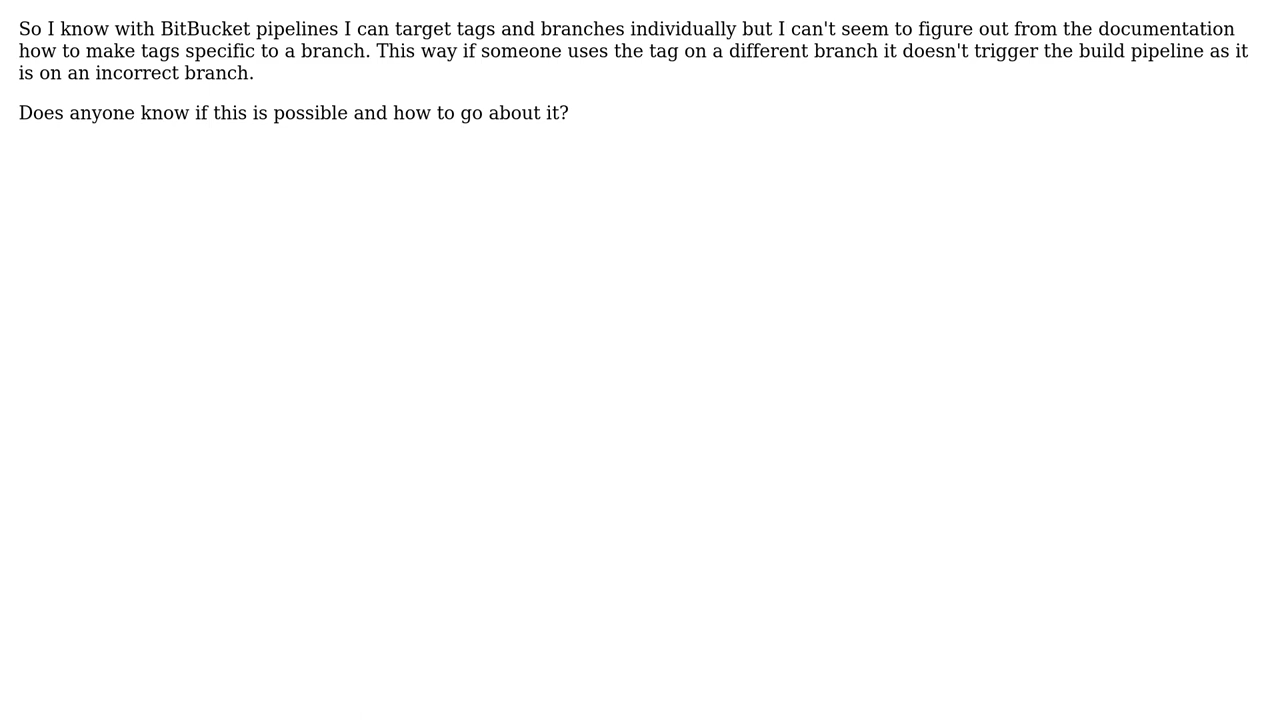 So I know with BitBucket pipelines I can target tags and branches individually but I can't seem to figure out from the documentation
how to make tags specific to a branch. This way if someone uses the tag on a different branch it doesn't trigger the build pipeline as it
is on an incorrect branch.
Does anyone know if this is possible and how to go about it?